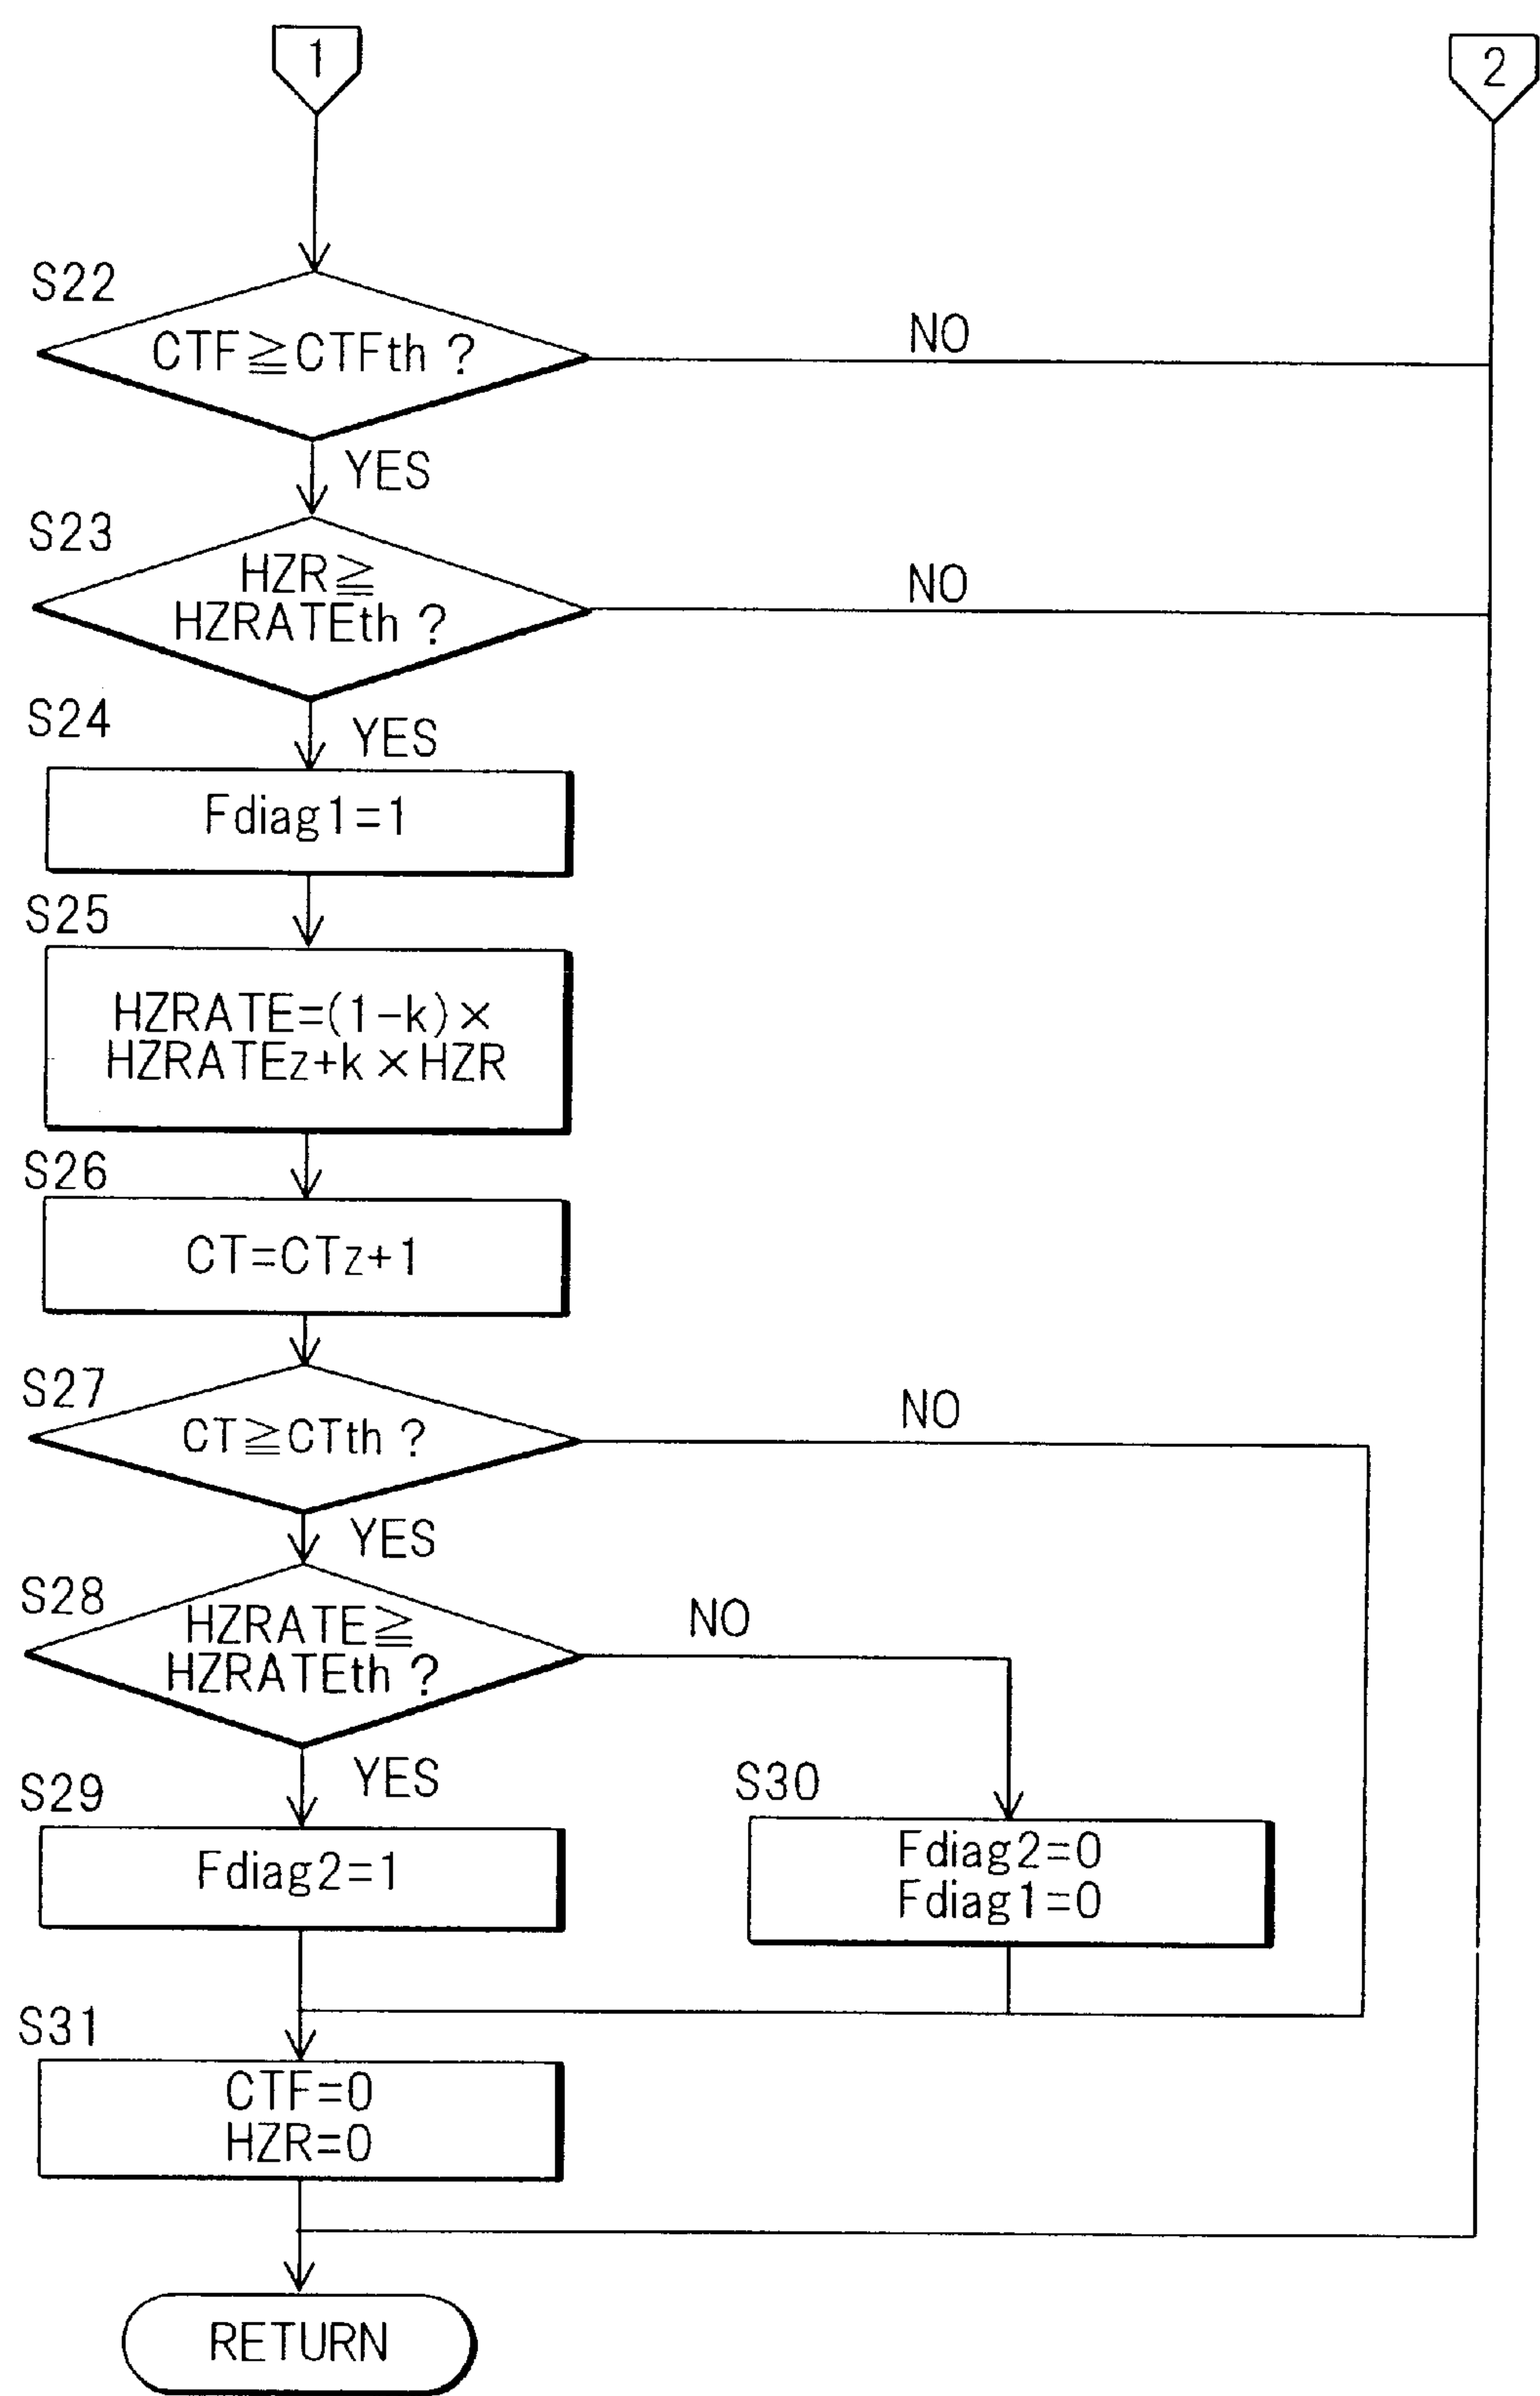 1
2
S22
CTF≧CTFth ?
NO
YES
S23
HZR≧
HZRATEth ?
NO
YES
S24
Fdiag1=1
S25
HZRATE=(1-k)×
HZRATEz+k×HZR
S26
CT=CTz+1
S27
CT≧CTth ?
NO
YES
S28
HZRATE≧
HZRATEth ?
NO
YES
S29
Fdiag2=1
S30
Fdiag2=0
Fdiag1=0
S31
CTF=0
HZR=0
RETURN